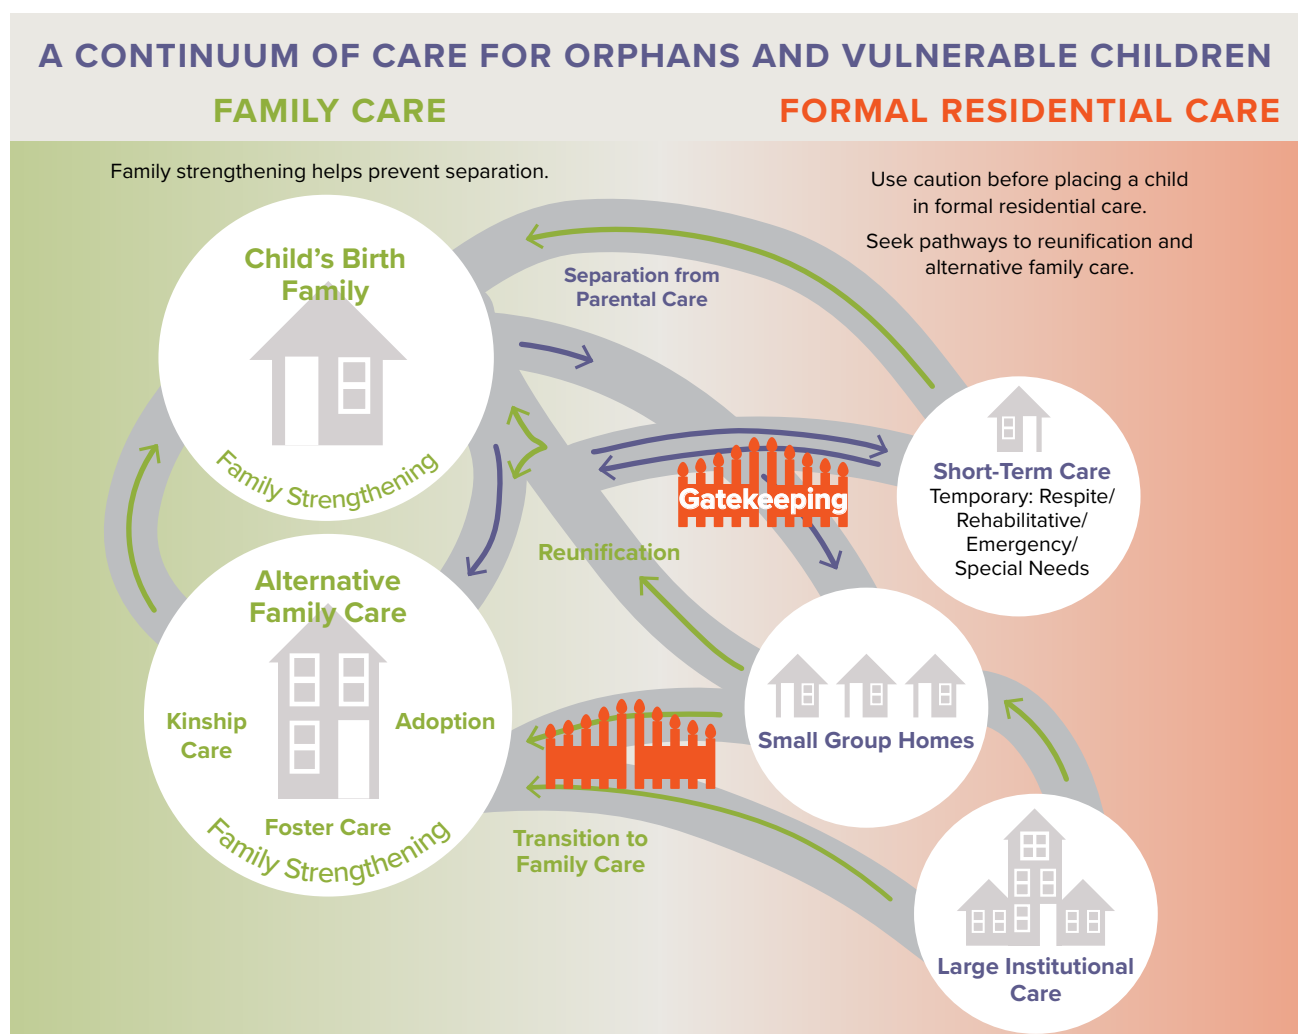 A CONTINUUM OF CARE FOR ORPHANS AND VULNERABLE CHILDREN
FAMILY CARE
FORMAL RESIDENTIAL CARE
Family strengthening helps prevent separation.
Use caution before placing a child
in formal residential care.
Seek pathways to reunification and
alternative family care.
Child's Birth
Family
Family Strengthening
Separation from
Parental Care
Gatekeeping
Short-Term Care
Temporary: Respite/
Rehabilitative/
Emergency/
Special Needs
Reunification
Alternative
Family Care
Kinship
Care
Adoption
Foster Care
Family Strengthening
Small Group Homes
Transition to
Family Care
Large Institutional
Care